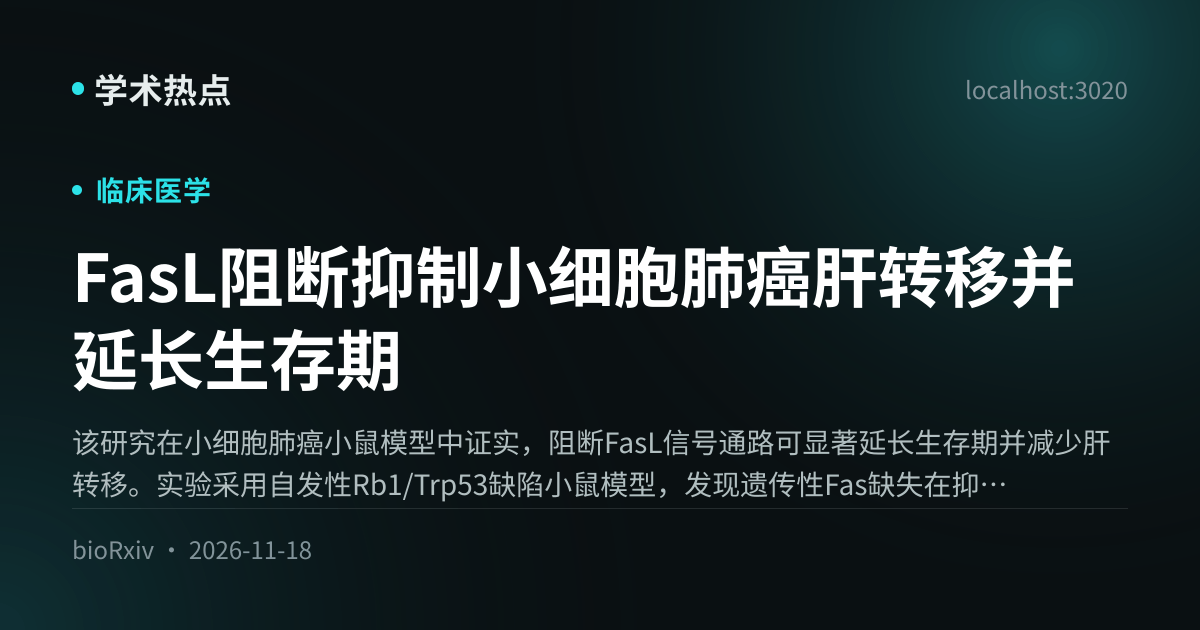 学术热点
localhost:3020
临床医学
FasL阻断抑制小细胞肺癌肝转移并
延长生存期
该研究在小细胞肺癌小鼠模型中证实，阻断FasL信号通路可显著延长生存期并减少肝
转移。实验采用自发性Rb1/Trp53缺陷小鼠模型，发现遗传性Fas缺失在抑…
bioRxiv · 2026-11-18